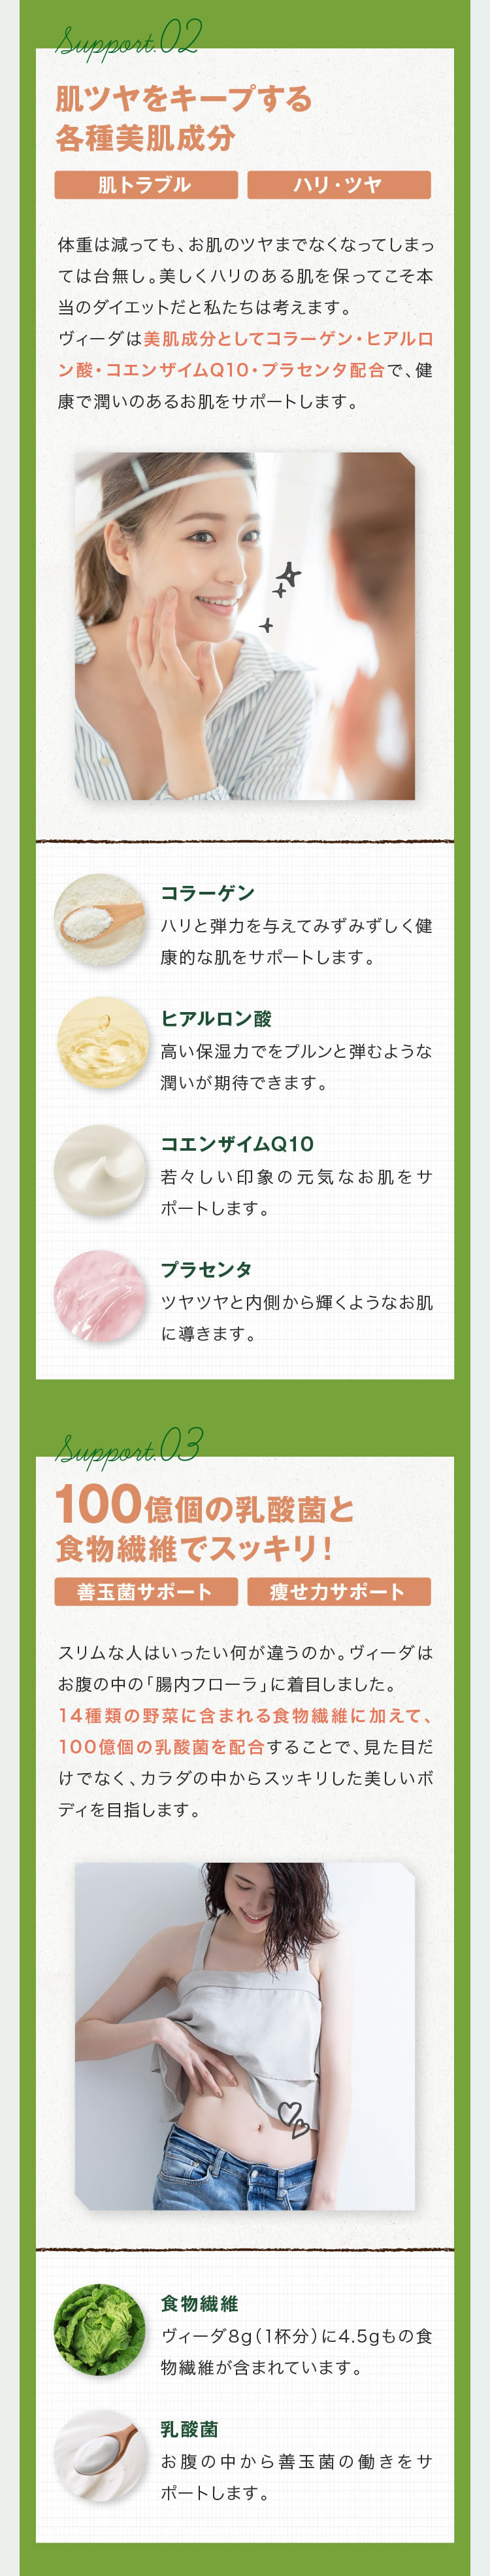 Support.02
肌ツヤをキープする
各種美肌成分
肌トラブル
ハリ・ツヤ
体重は減っても、お肌のツヤまでなくなってしまっ
ては台無し。美しくハリのある肌を保ってこそ本
当のダイエットだと私たちは考えます。
ヴィーダは美肌成分としてコラーゲン・ヒアルロ
ン酸・コエンザイムQ10・プラセンタ配合で、健
康で潤いのあるお肌をサポートします。
コラーゲン
ハリと弾力を与えてみずみずしく健
康的な肌をサポートします。
ヒアルロン酸
高い保湿力でをプルンと弾むような
潤いが期待できます。
コエンザイムQ10
若々しい印象の元気なお肌をサ
ポートします。
プラセンタ
ツヤツヤと内側から輝くようなお肌
に導きます。
Support.03
100億個の乳酸菌と
食物繊維でスッキリ！
善玉菌サポート
痩せ力サポート
スリムな人はいったい何が違うのか。ヴィーダは
お腹の中の「腸内フローラ」に着目しました。
14種類の野菜に含まれる食物繊維に加えて、
100億個の乳酸菌を配合することで、見た目だ
けでなく、カラダの中からスッキリした美しいボ
ディを目指します。
食物繊維
ヴィーダ8g（1杯分）に4.5gもの食
物繊維が含まれています。
乳酸菌
お腹の中から善玉菌の働きをサ
ポートします。